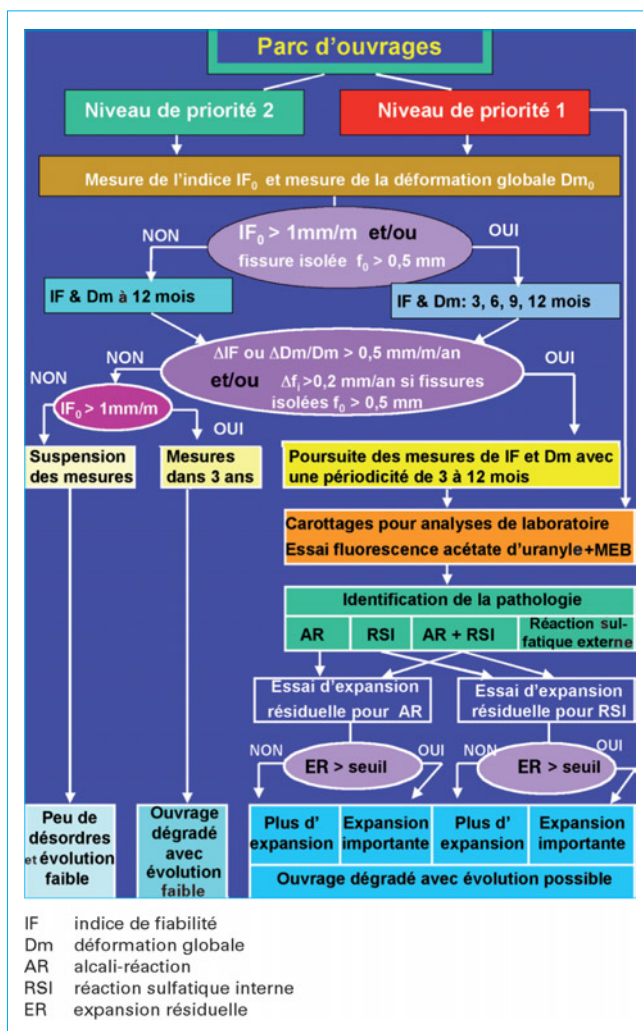 Parc d'ouvrages
Niveau de priorité 2
Niveau de priorité 1
Mesure de l'indice IF₀ et mesure de la déformation globale Dm₀
NON
IF₀ > 1mm/m et/ou
fissure isolée f₀ > 0,5 mm
OUI
IF & Dm à 12 mois
IF & Dm: 3, 6, 9, 12 mois
NON
ΔIF ou ΔDm/Dm > 0,5 mm/m/an
et/ou Δfᵢ>0,2 mm/an si fissures
isolées f₀ > 0,5 mm
OUI
NON
IF₀ > 1mm/m
OUI
Suspension
des mesures
Mesures
dans 3 ans
Poursuite des mesures de IF et Dm avec
une périodicité de 3 à 12 mois
Carottages pour analyses de laboratoire
Essai fluorescence acétate d'uranyle+MEB
Identification de la pathologie
AR
RSI
AR + RSI
Réaction sul-
fatique externe
Essai d'expansion
résiduelle pour AR
Essai d'expansion
résiduelle pour RSI
NON
ER > seuil
OUI
NON
ER > seuil
OUI
Peu de
désordres
et évolution
faible
Ouvrage
dégradé
avec
évolution
faible
Plus d'
expansion
Expansion
importante
Plus d'
expansion
Expansion
importante
Ouvrage dégradé avec évolution possible
IF indice de fiabilité
Dm déformation globale
AR alcali-réaction
RSI réaction sulfatique interne
ER expansion résiduelle